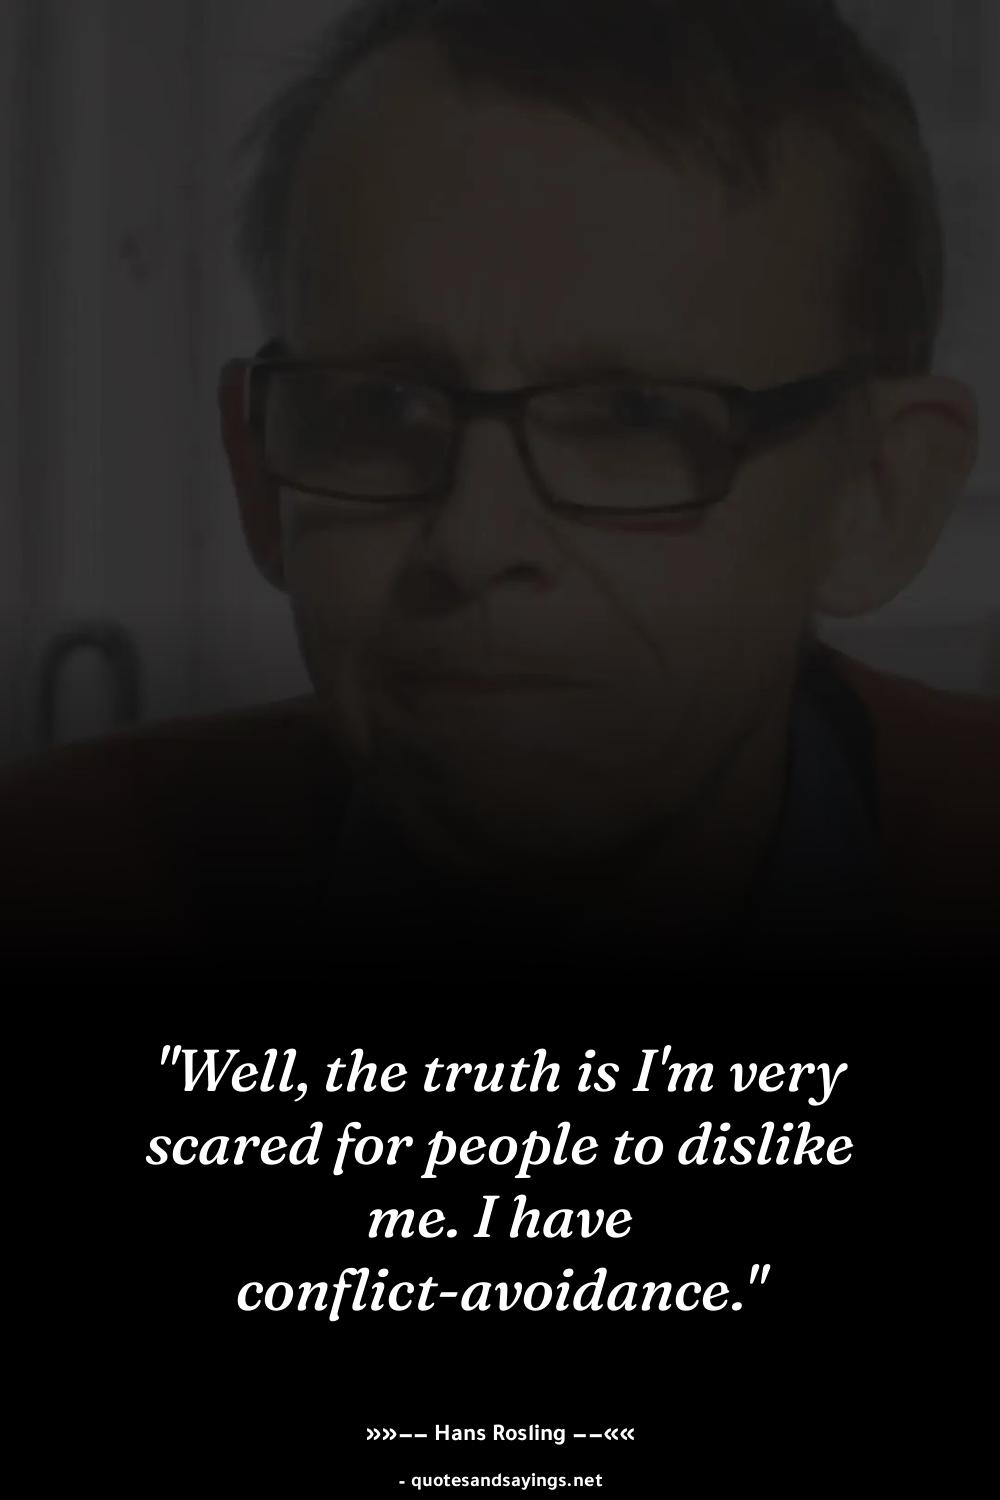 "Well, the truth is I'm very
scared for people to dislike
me. I have
conflict-avoidance."
»»–– Hans Rosling ––««
- quotesandsayings.net